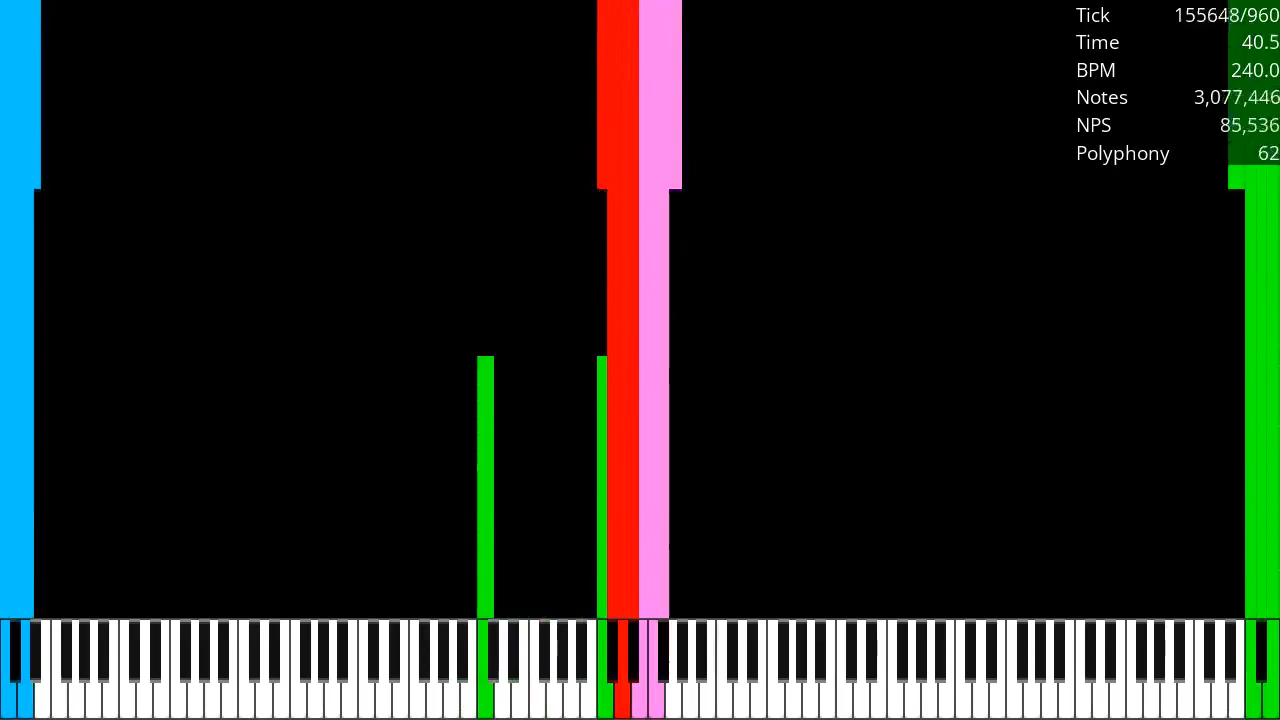 Tick 155648/960
Time 40.5
BPM 240.0
Notes 3,077,446
NPS 85,536
Polyphony 62